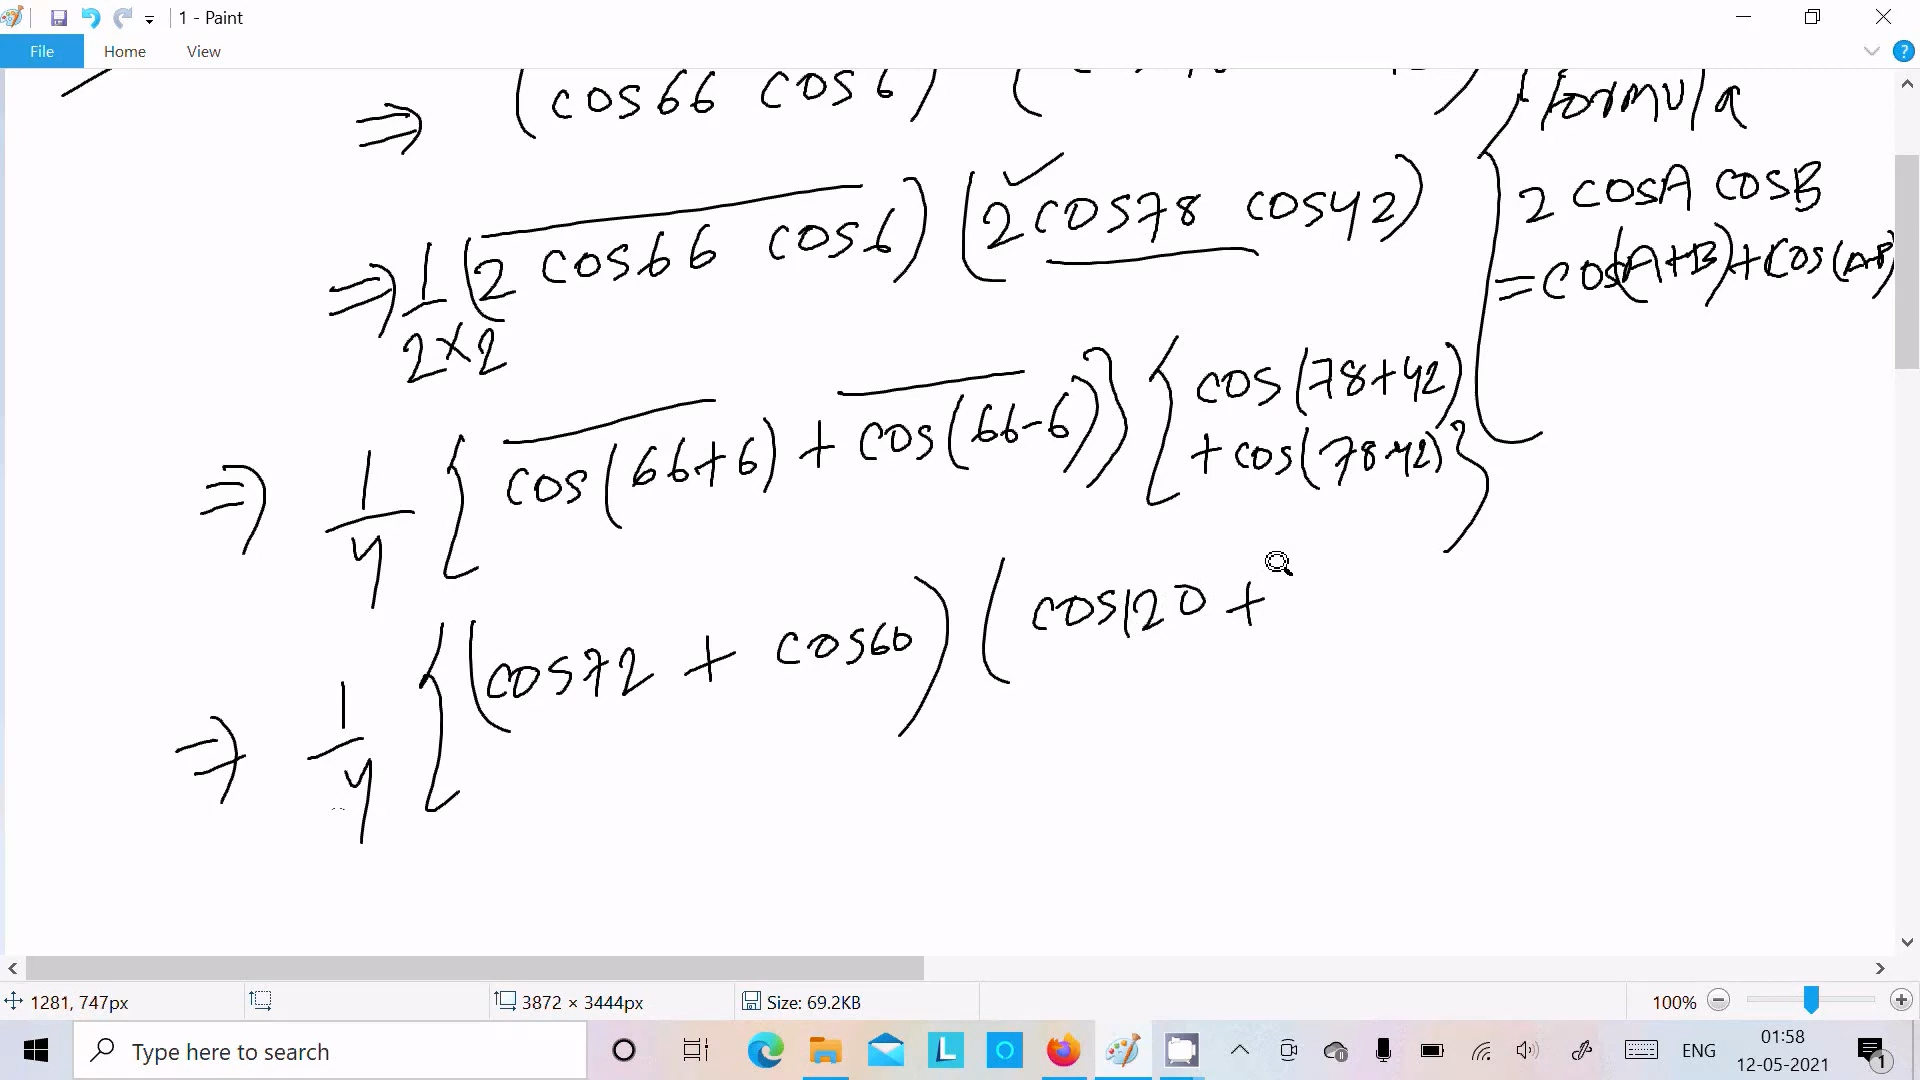 1 - Paint
File Home View
⇒ (cos66 cos6) (
formula
⇒ 1/2×2 (2 cos66 cos6) (2 cos78 cos42)
2 cosA cosB
= cos(A+B) + cos(A-B)
⇒ 1/4 { cos(66+6) + cos(66-6) } { cos(78+42)
+ cos(78-42) }
⇒ 1/4 { (cos72 + cos60) (cos120 +
1281, 747px 3872 × 3444px Size: 69.2KB 100%
Type here to search ENG 01:58
12-05-2021 1